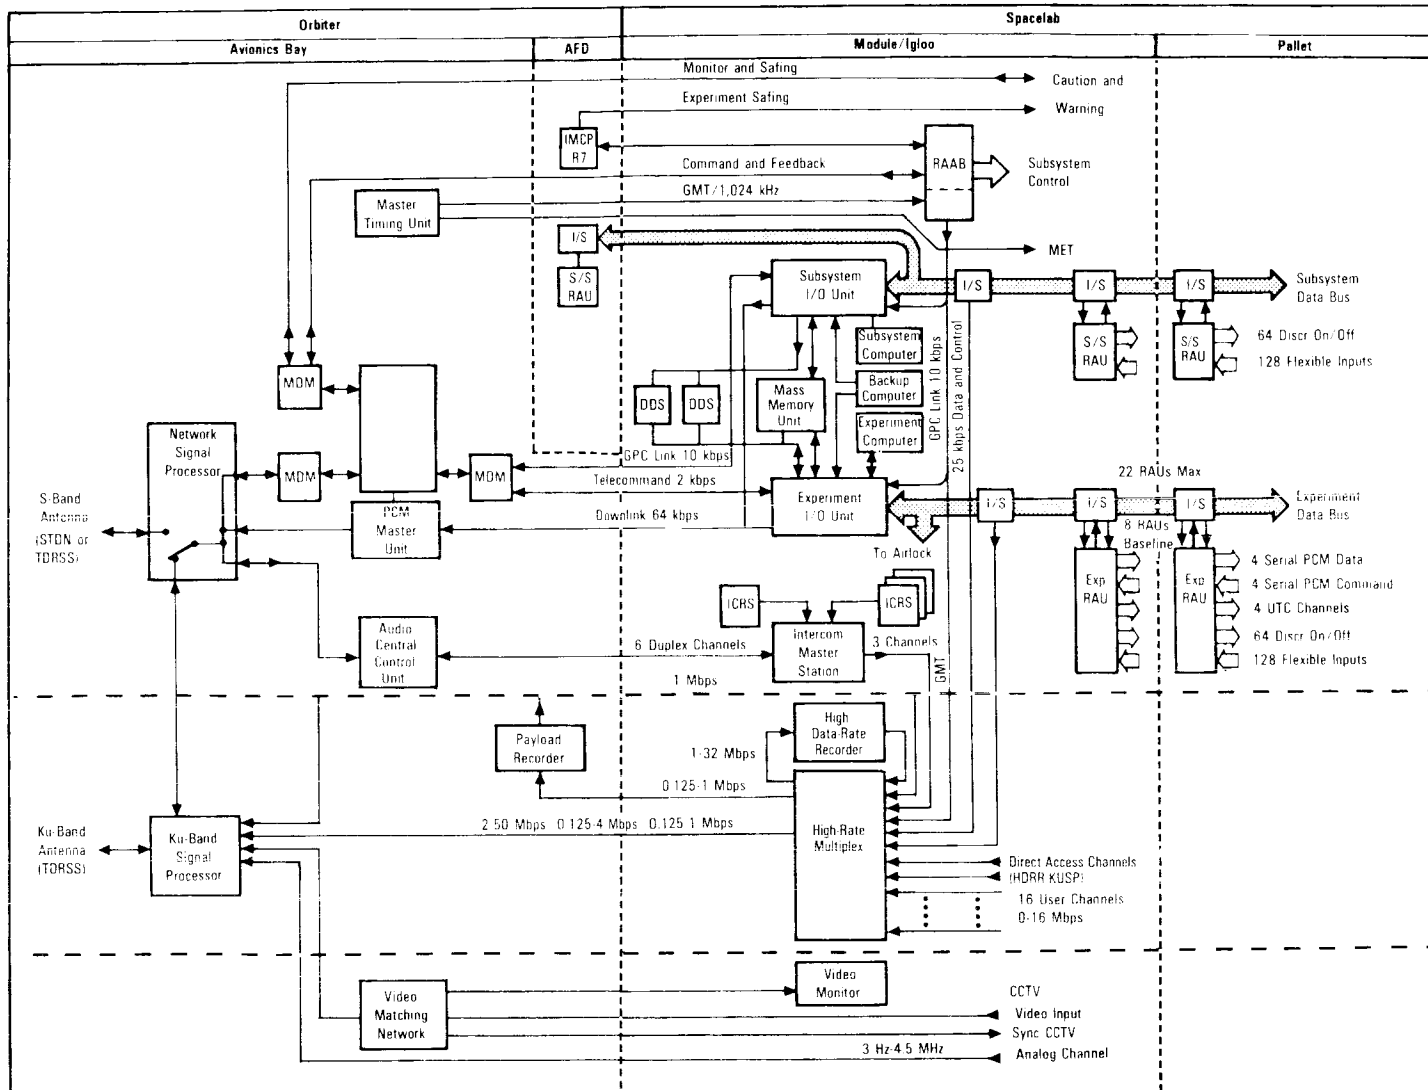 Orbiter
Spacelab
Avionics Bay
AFD
Module/Igloo
Pallet
Monitor and Safing
Caution and
Warning
Experiment Safing
IMCP
R7
RAAB
Subsystem
Control
Command and Feedback
GMT/1,024 kHz
Master
Timing Unit
MET
I/S
S/S
RAU
Subsystem
I/O Unit
I/S
I/S
I/S
Subsystem
Data Bus
S/S
RAU
S/S
RAU
64 Discr On/Off
128 Flexible Inputs
Subsystem
Computer
Backup
Computer
Experiment
Computer
DDS
DDS
Mass
Memory
Unit
GPC Link 10 kbps
25 kbps Data and Control
MDM
Network
Signal
Processor
MDM
MDM
GPC Link 10 kbps
Telecommand 2 kbps
Downlink 64 kbps
PCM
Master
Unit
S-Band
Antenna
(STDN or
TDRSS)
Experiment
I/O Unit
To Airlock
I/S
22 RAUs Max
I/S
I/S
Experiment
Data Bus
8 RAUs
Baseline
Exp
RAU
Exp
RAU
4 Serial PCM Data
4 Serial PCM Command
4 UTC Channels
64 Discr On/Off
128 Flexible Inputs
ICRS
ICRS
Audio
Central
Control
Unit
6 Duplex Channels
Intercom
Master
Station
3 Channels
GMT
1 Mbps
Payload
Recorder
High
Data-Rate
Recorder
1-32 Mbps
0.125-1 Mbps
2-50 Mbps 0.125-4 Mbps 0.125-1 Mbps
High-Rate
Multiplex
Ku-Band
Antenna
(TDRSS)
Ku-Band
Signal
Processor
Direct Access Channels
(HDRR KUSP)
16 User Channels
0-16 Mbps
Video
Matching
Network
Video
Monitor
CCTV
Video Input
Sync CCTV
3 Hz-4.5 MHz
Analog Channel